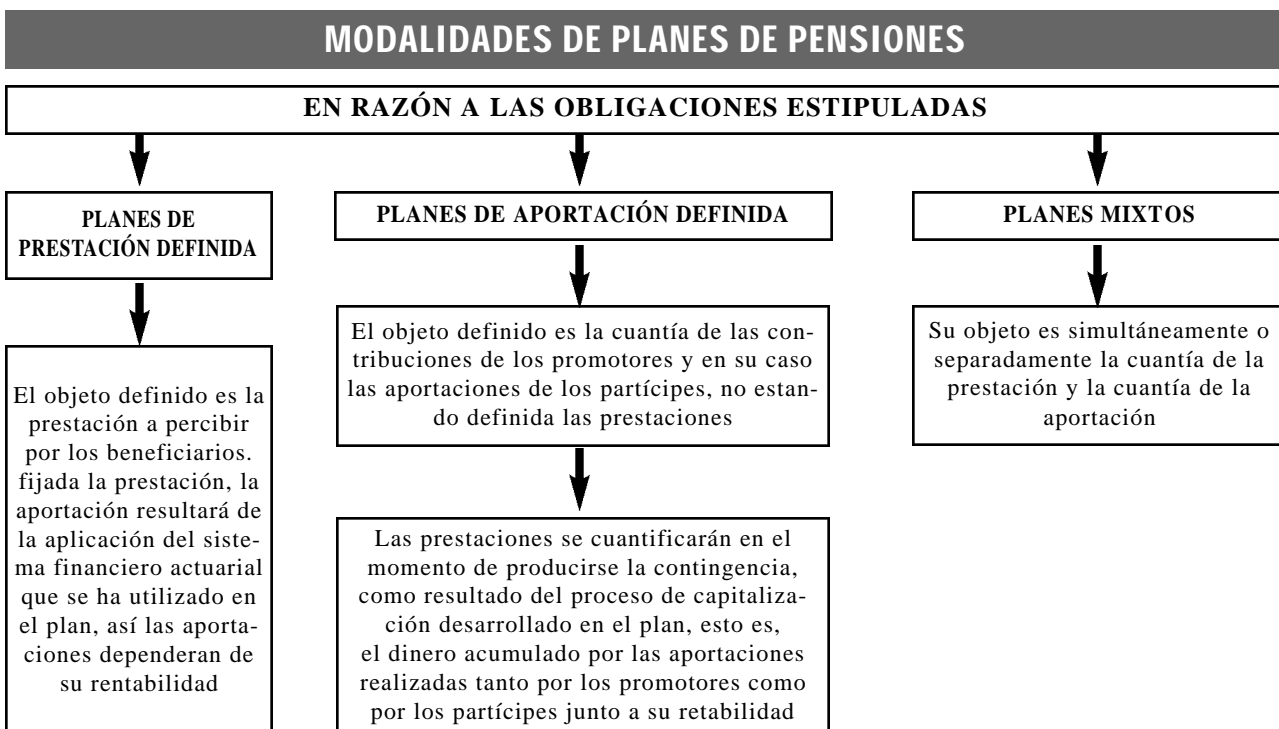 MODALIDADES DE PLANES DE PENSIONES
EN RAZÓN A LAS OBLIGACIONES ESTIPULADAS
PLANES DE
PRESTACIÓN DEFINIDA
El objeto definido es la
prestación a percibir
por los beneficiarios.
fijada la prestación, la
aportación resultará de
la aplicación del siste-
ma financiero actuarial
que se ha utilizado en
el plan, así las aporta-
ciones dependeran de
su rentabilidad
PLANES DE APORTACIÓN DEFINIDA
El objeto definido es la cuantía de las con-
tribuciones de los promotores y en su caso
las aportaciones de los partícipes, no estan-
do definida las prestaciones
Las prestaciones se cuantificarán en el
momento de producirse la contingencia,
como resultado del proceso de capitaliza-
ción desarrollado en el plan, esto es,
el dinero acumulado por las aportaciones
realizadas tanto por los promotores como
por los partícipes junto a su retabilidad
PLANES MIXTOS
Su objeto es simultáneamente o
separadamente la cuantía de la
prestación y la cuantía de la
aportación